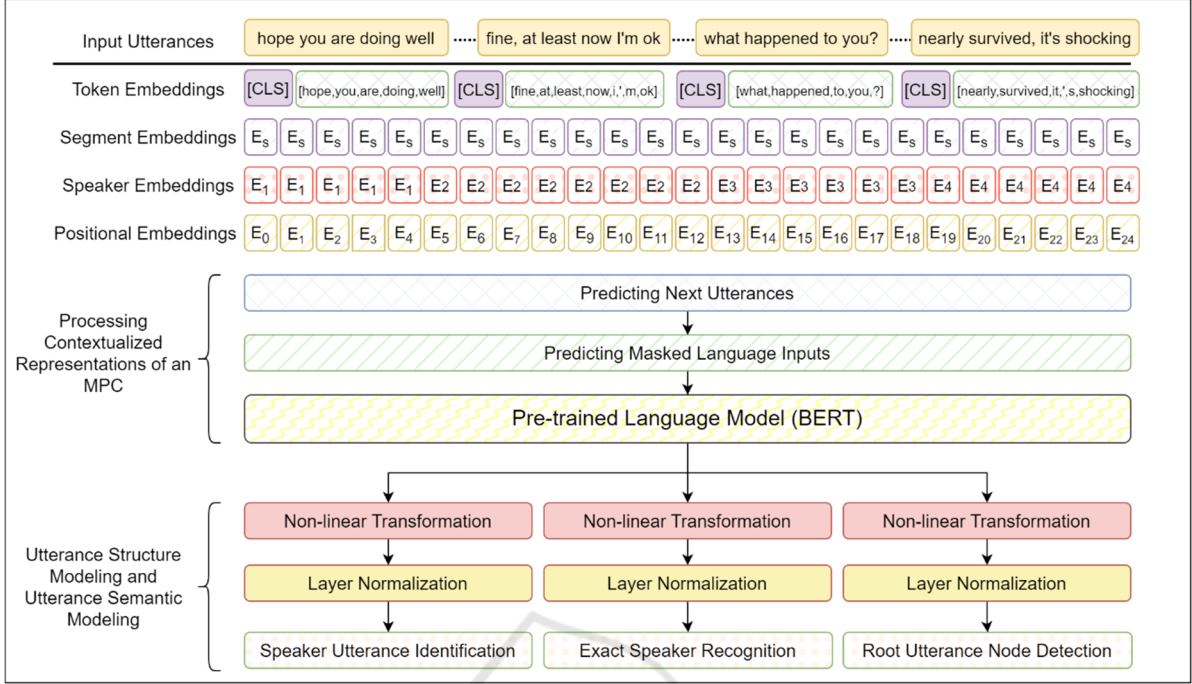 Input Utterances hope you are doing well ...... fine, at least now I'm ok ...... what happened to you? ...... nearly survived, it's shocking
Token Embeddings [CLS] [hope,you,are,doing,well] [CLS] [fine,at,least,now,i,',m,ok] [CLS] [what,happened,to,you,?] [CLS] [nearly,survived,it,',s,shocking]
Segment Embeddings Es Es Es Es Es Es Es Es Es Es Es Es Es Es Es Es Es Es Es Es Es Es Es Es Es
Speaker Embeddings E1 E1 E1 E1 E1 E2 E2 E2 E2 E2 E2 E2 E2 E3 E3 E3 E3 E3 E3 E4 E4 E4 E4 E4 E4
Positional Embeddings E0 E1 E2 E3 E4 E5 E6 E7 E8 E9 E10 E11 E12 E13 E14 E15 E16 E17 E18 E19 E20 E21 E22 E23 E24
Processing
Contextualized
Representations of an
MPC
Predicting Next Utterances
Predicting Masked Language Inputs
Pre-trained Language Model (BERT)
Utterance Structure
Modeling and
Utterance Semantic
Modeling
Non-linear Transformation Non-linear Transformation Non-linear Transformation
Layer Normalization Layer Normalization Layer Normalization
Speaker Utterance Identification Exact Speaker Recognition Root Utterance Node Detection